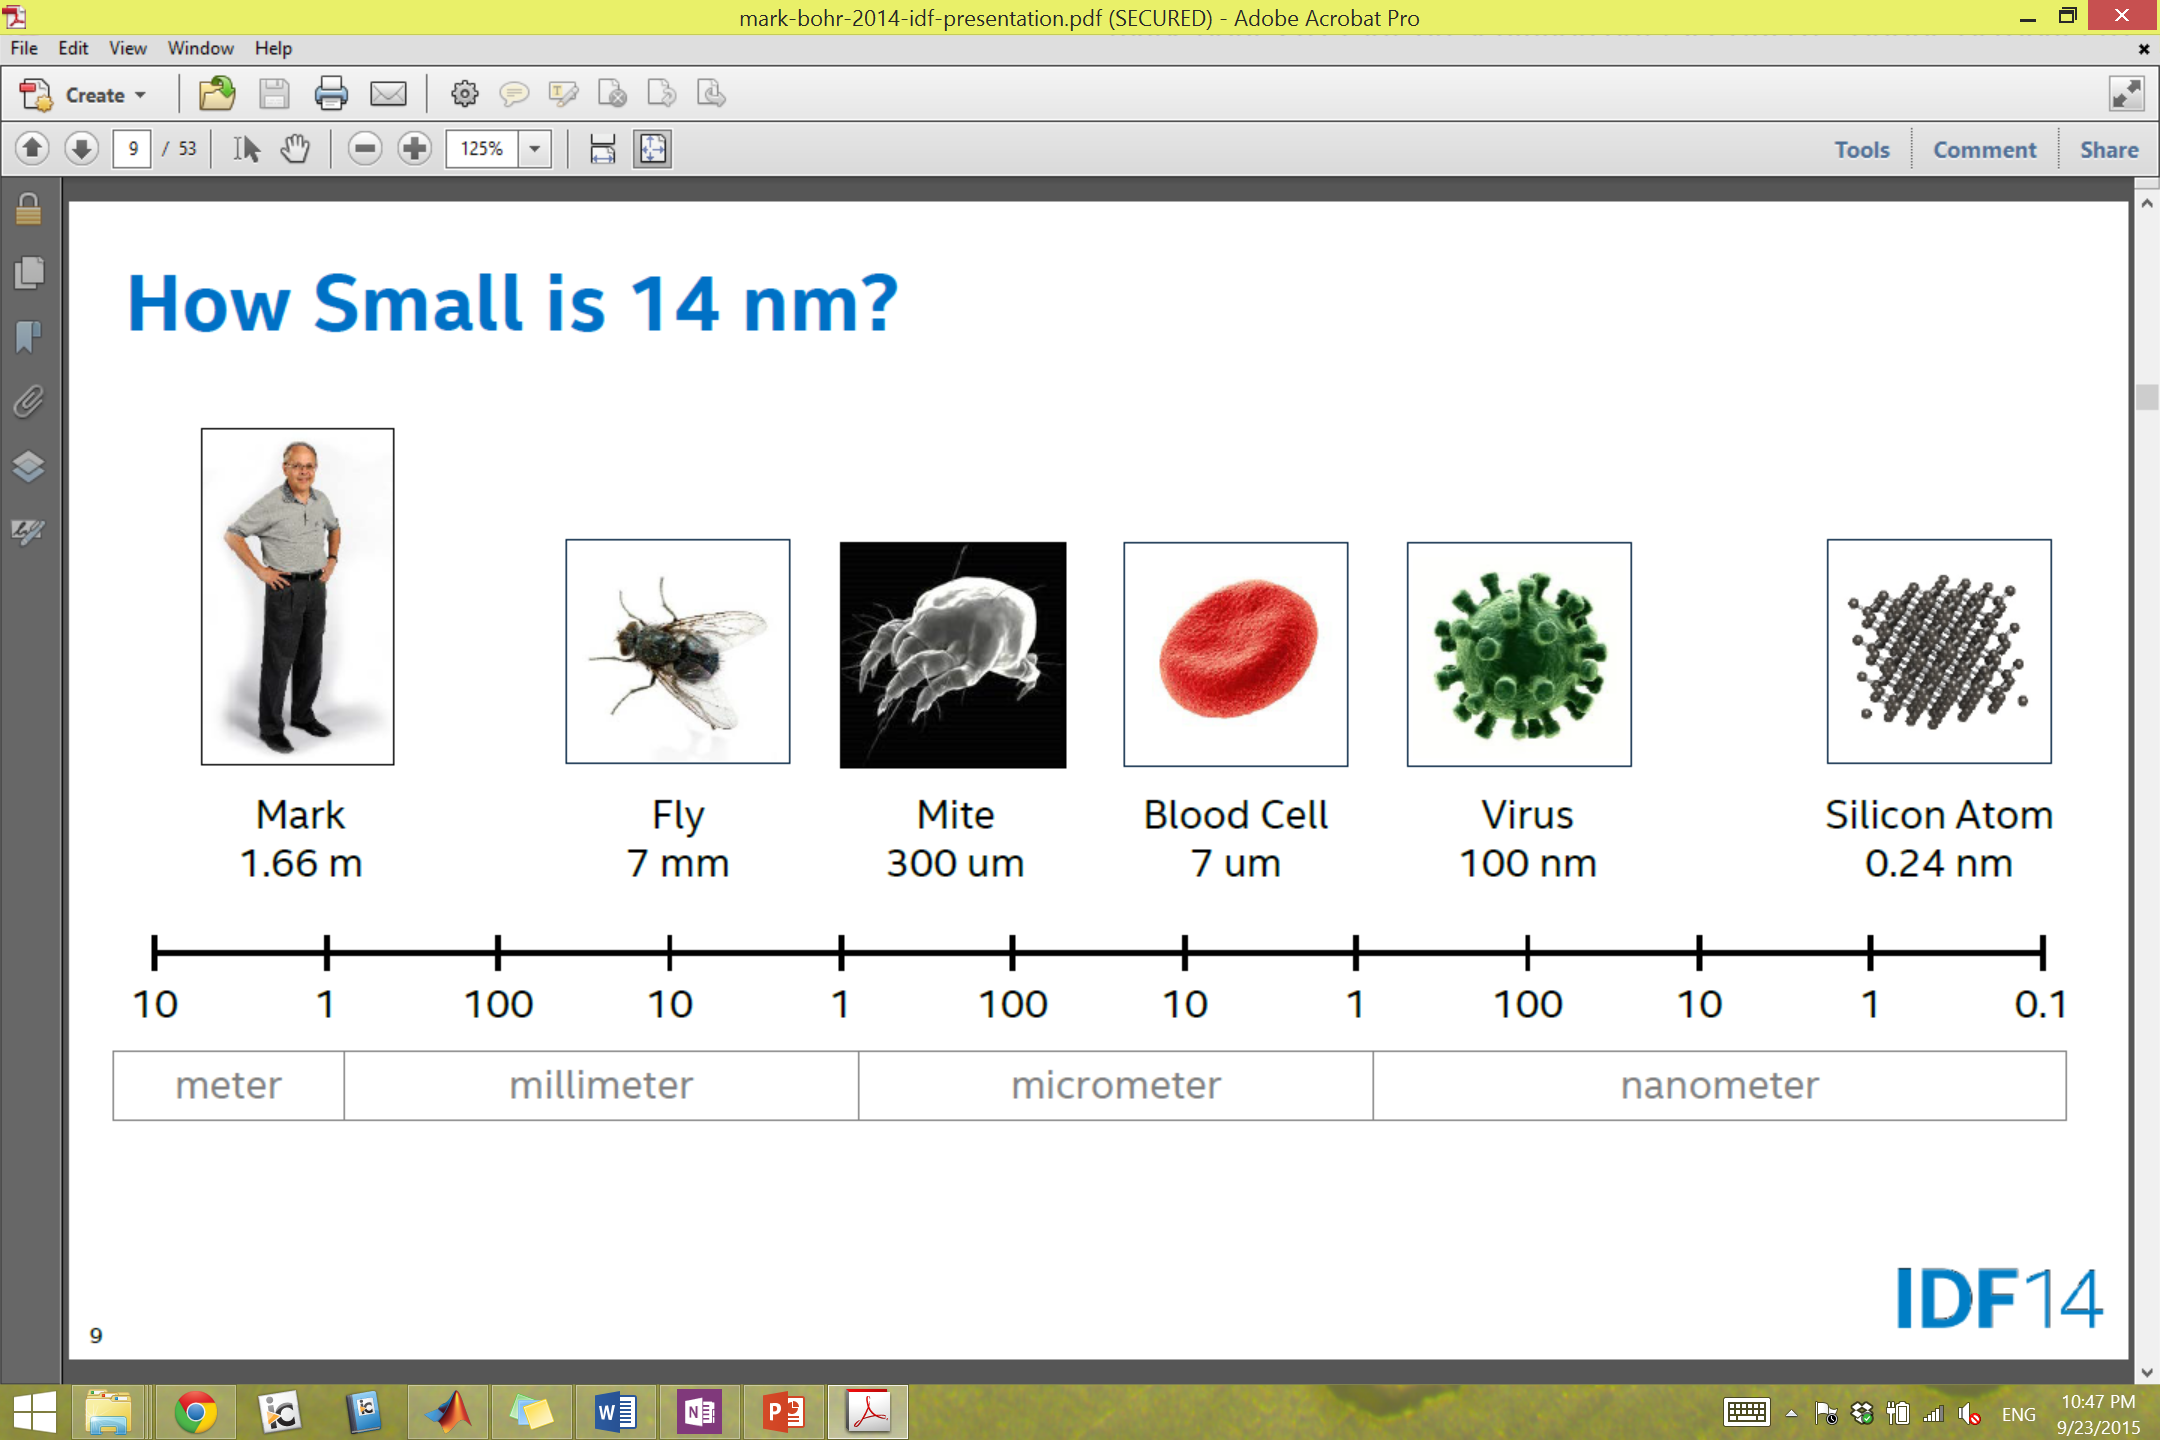 mark-bohr-2014-idf-presentation.pdf (SECURED) - Adobe Acrobat Pro
File Edit View Window Help
Create
9 / 53 125% Tools Comment Share
How Small is 14 nm?
Mark Fly Mite Blood Cell Virus Silicon Atom
1.66 m 7 mm 300 um 7 um 100 nm 0.24 nm
10 1 100 10 1 100 10 1 100 10 1 0.1
meter millimeter micrometer nanometer
IDF14
9
10:47 PM
ENG
9/23/2015